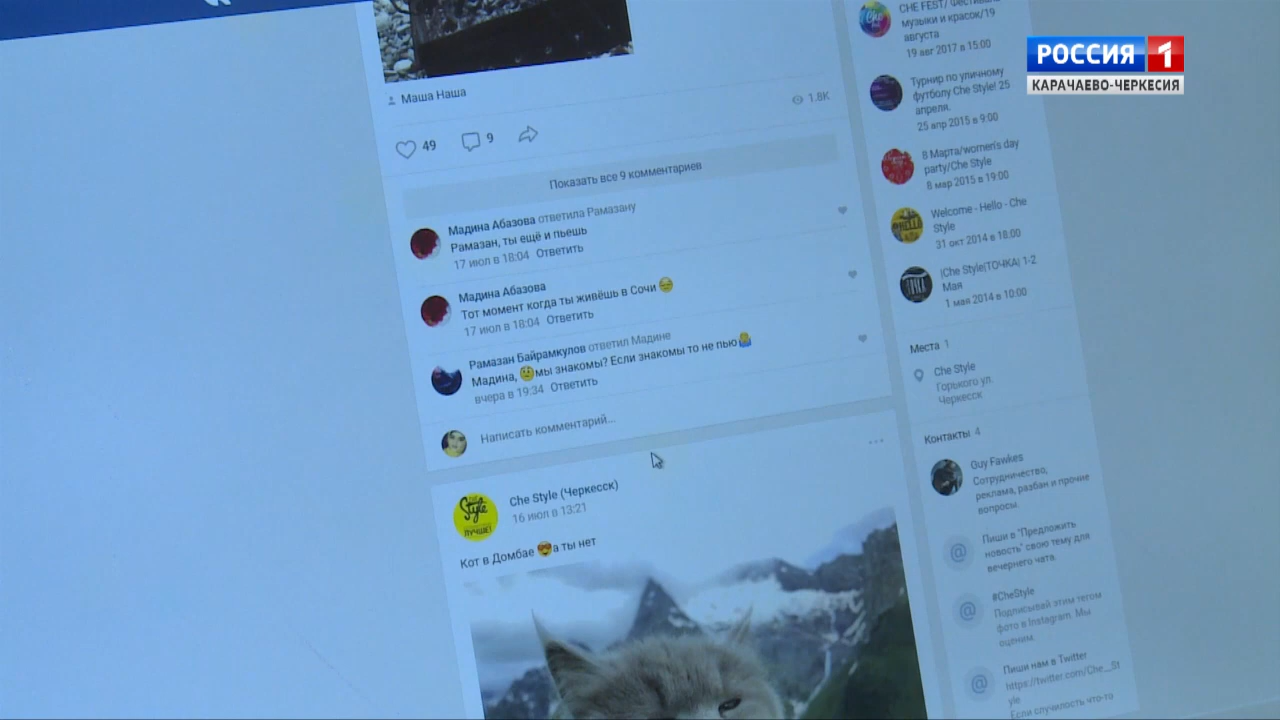 Маша Наша
1.8K
49
9
Показать все 9 комментариев
Мадина Абазова ответила Рамазану
Рамазан, ты ещё и пьешь
17 июл в 18:04 Ответить
Мадина Абазова
Тот момент когда ты живёшь в Сочи
17 июл в 18:04 Ответить
Рамазан Байрамкулов ответил Мадине
Мадина, мы знакомы? Если знакомы то не пью
вчера в 19:34 Ответить
Написать комментарий...
Che Style (Черкесск)
16 июл в 13:21
Кот в Домбае а ты нет
Style
ЛУЧШЕ!
CHE FEST/ Фестиваль
музыки и красок/19
августа
19 авг 2017 в 15:00
Турнир по уличному
футболу Che Style! 25
апреля.
25 апр 2015 в 9:00
8 Марта/women's day
party/Che Style
8 мар 2015 в 19:00
Welcome - Hello - Che
Style
31 окт 2014 в 18:00
|Che Style|ТОЧКА| 1-2
Мая
1 мая 2014 в 10:00
Места 1
Che Style
Горького ул.
Черкесск
Контакты 4
Guy Fawkes
Сотрудничество,
реклама, разбан и прочие
вопросы.
Пиши в "Предложить
новость" свою тему для
вечернего чата.
#CheStyle
Подписывай этим тегом
фото в Instagram. Мы
оценим.
Пиши нам в Twitter
https://twitter.com/Che__St
yle
Если случилость что-то
РОССИЯ 1
КАРАЧАЕВО-ЧЕРКЕСИЯ